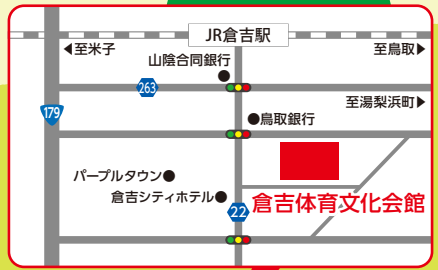 JR倉吉駅
◀至米子
至鳥取▶
山陰合同銀行●
263
至湯梨浜町▶
179
●鳥取銀行
パープルタウン●
倉吉シティホテル●
22
倉吉体育文化会館